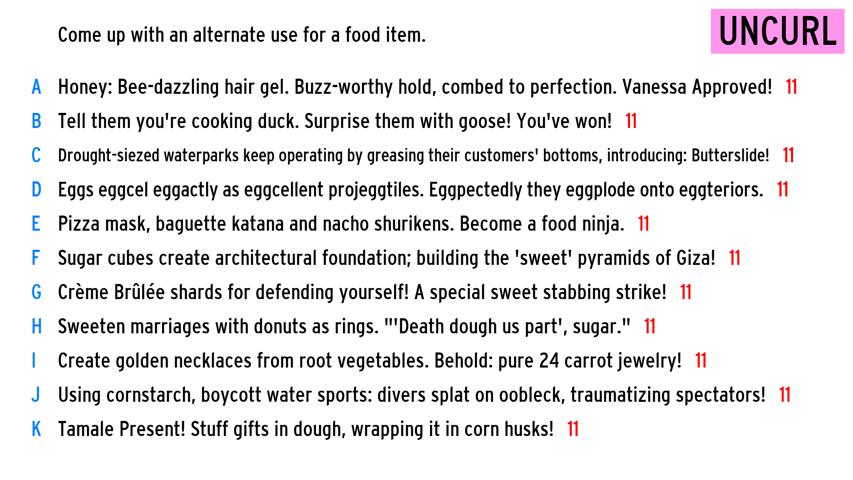 Come up with an alternate use for a food item.
UNCURL
A Honey: Bee-dazzling hair gel. Buzz-worthy hold, combed to perfection. Vanessa Approved! 11
B Tell them you're cooking duck. Surprise them with goose! You've won! 11
C Drought-siezed waterparks keep operating by greasing their customers' bottoms, introducing: Butterslide! 11
D Eggs eggcel eggactly as eggcellent projeggtiles. Eggpectedly they eggplode onto eggteriors. 11
E Pizza mask, baguette katana and nacho shurikens. Become a food ninja. 11
F Sugar cubes create architectural foundation; building the 'sweet' pyramids of Giza! 11
G Crème Brûlée shards for defending yourself! A special sweet stabbing strike! 11
H Sweeten marriages with donuts as rings. "'Death dough us part', sugar." 11
I Create golden necklaces from root vegetables. Behold: pure 24 carrot jewelry! 11
J Using cornstarch, boycott water sports: divers splat on oobleck, traumatizing spectators! 11
K Tamale Present! Stuff gifts in dough, wrapping it in corn husks! 11